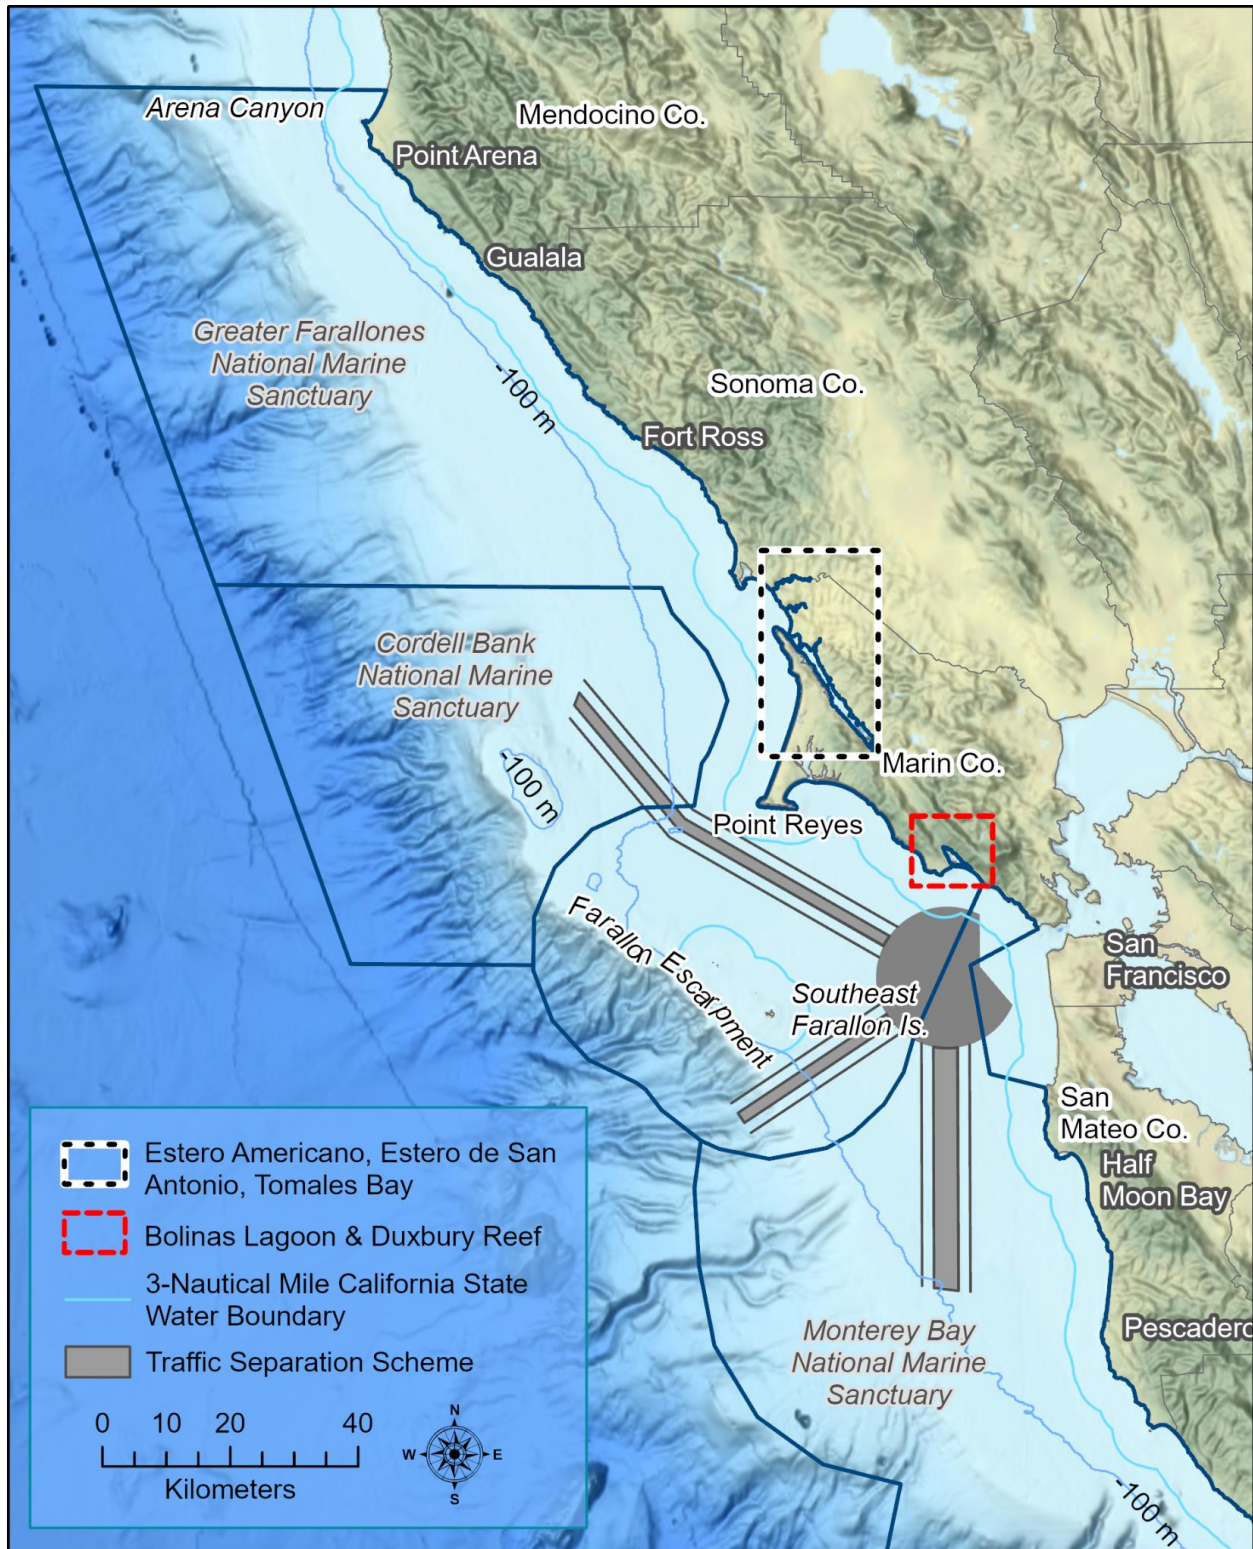 Arena Canyon
Mendocino Co.
Point Arena
Gualala
Greater Farallones
National Marine
Sanctuary
-100 m
Sonoma Co.
Fort Ross
Cordell Bank
National Marine
Sanctuary
-100 m
Marin Co.
Point Reyes
Farallon Escarpment
San
Francisco
Southeast
Farallon Is.
San
Mateo Co.
Half
Moon Bay
Monterey Bay
National Marine
Sanctuary
Pescadero
-100 m
Estero Americano, Estero de San
Antonio, Tomales Bay
Bolinas Lagoon & Duxbury Reef
3-Nautical Mile California State
Water Boundary
Traffic Separation Scheme
0 10 20 40
Kilometers
N
W E
S